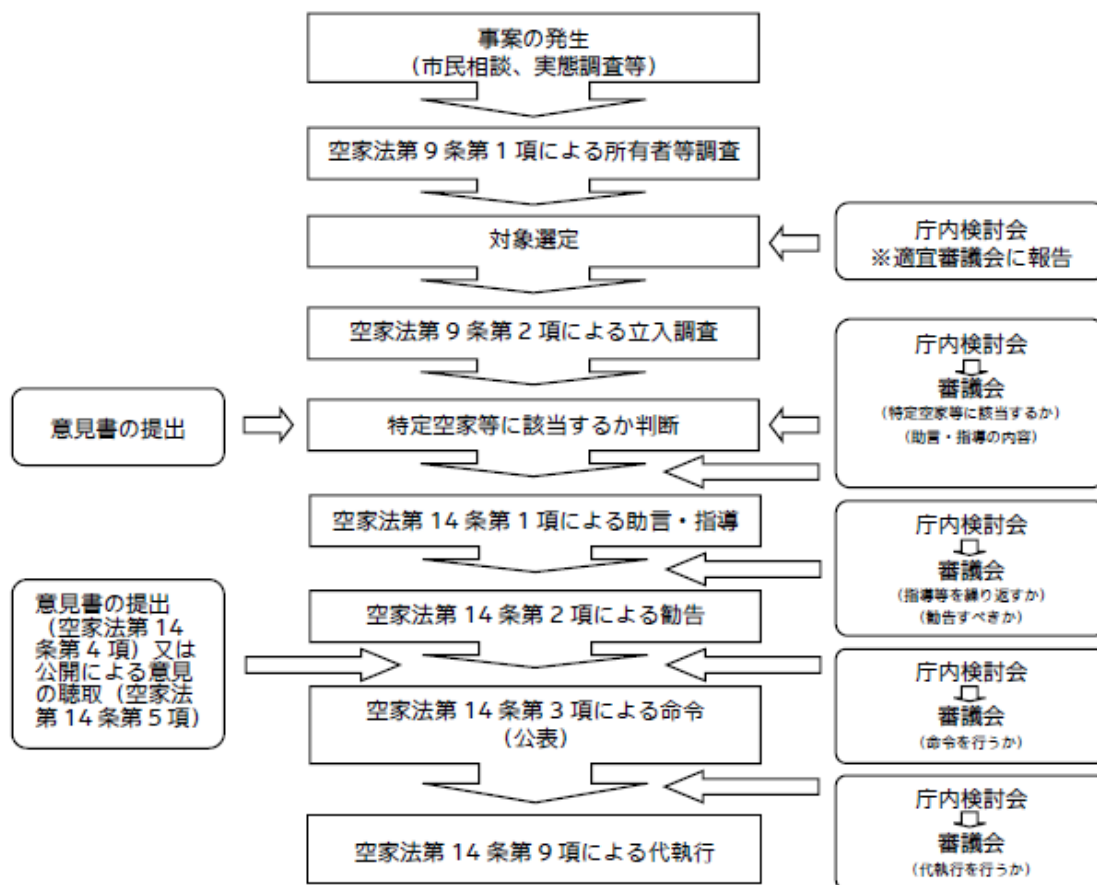 事案の発生
（市民相談、実態調査等）
空家法第９条第１項による所有者等調査
対象選定
庁内検討会
※適宜審議会に報告
空家法第９条第２項による立入調査
庁内検討会
審議会
（特定空家等に該当するか）
（助言・指導の内容）
意見書の提出
特定空家等に該当するか判断
空家法第 14 条第１項による助言・指導
庁内検討会
審議会
（指導等を繰り返すか）
（勧告すべきか）
意見書の提出
（空家法第 14
条第４項）又は
公開による意見
の聴取（空家法
第 14 条第５項）
空家法第 14 条第２項による勧告
庁内検討会
審議会
（命令を行うか）
空家法第 14 条第３項による命令
（公表）
庁内検討会
審議会
（代執行を行うか）
空家法第 14 条第９項による代執行